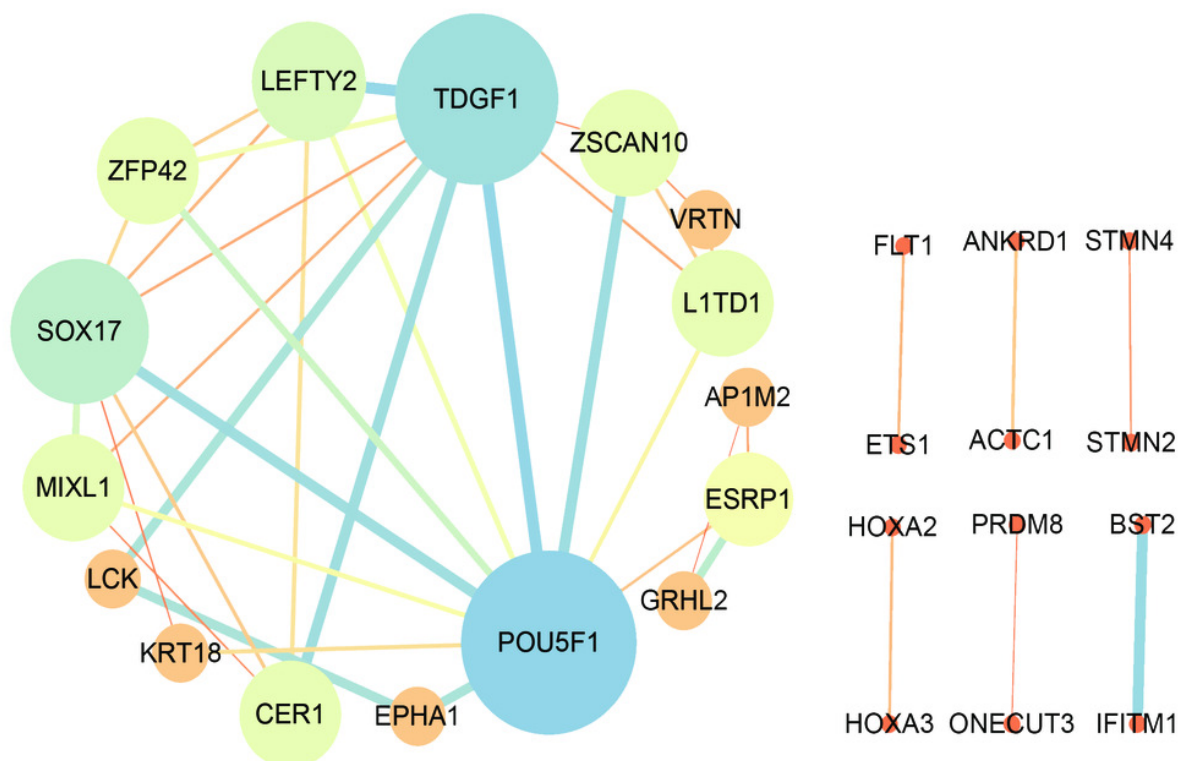 LEFTY2
TDGF1
ZSCAN10
ZFP42
VRTN
L1TD1
SOX17
AP1M2
MIXL1
ESRP1
LCK
GRHL2
KRT18
POU5F1
CER1
EPHA1
FLT1
ANKRD1
STMN4
ETS1
ACTC1
STMN2
HOXA2
PRDM8
BST2
HOXA3
ONECUT3
IFITM1